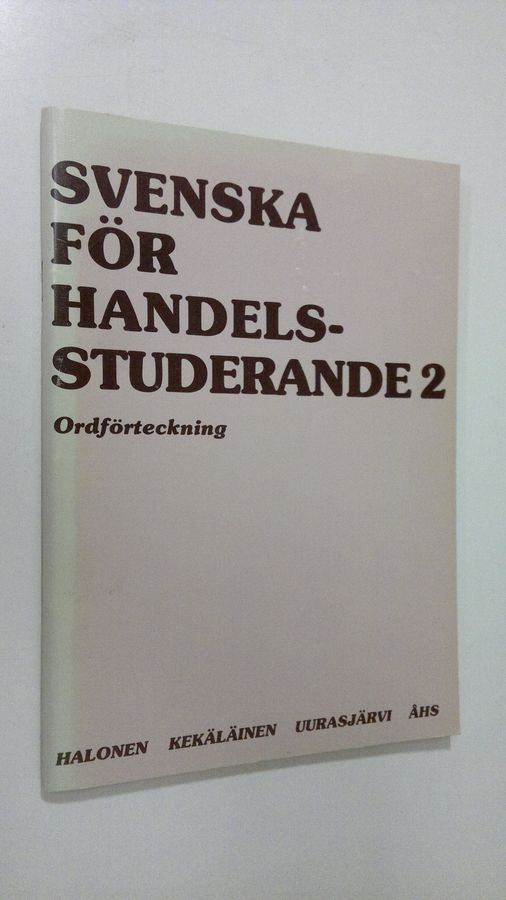 SVENSKA
FÖR
HANDELS-
STUDERANDE 2
Ordförteckning
HALONEN KEKÄLÄINEN UURASJÄRVI ÅHS